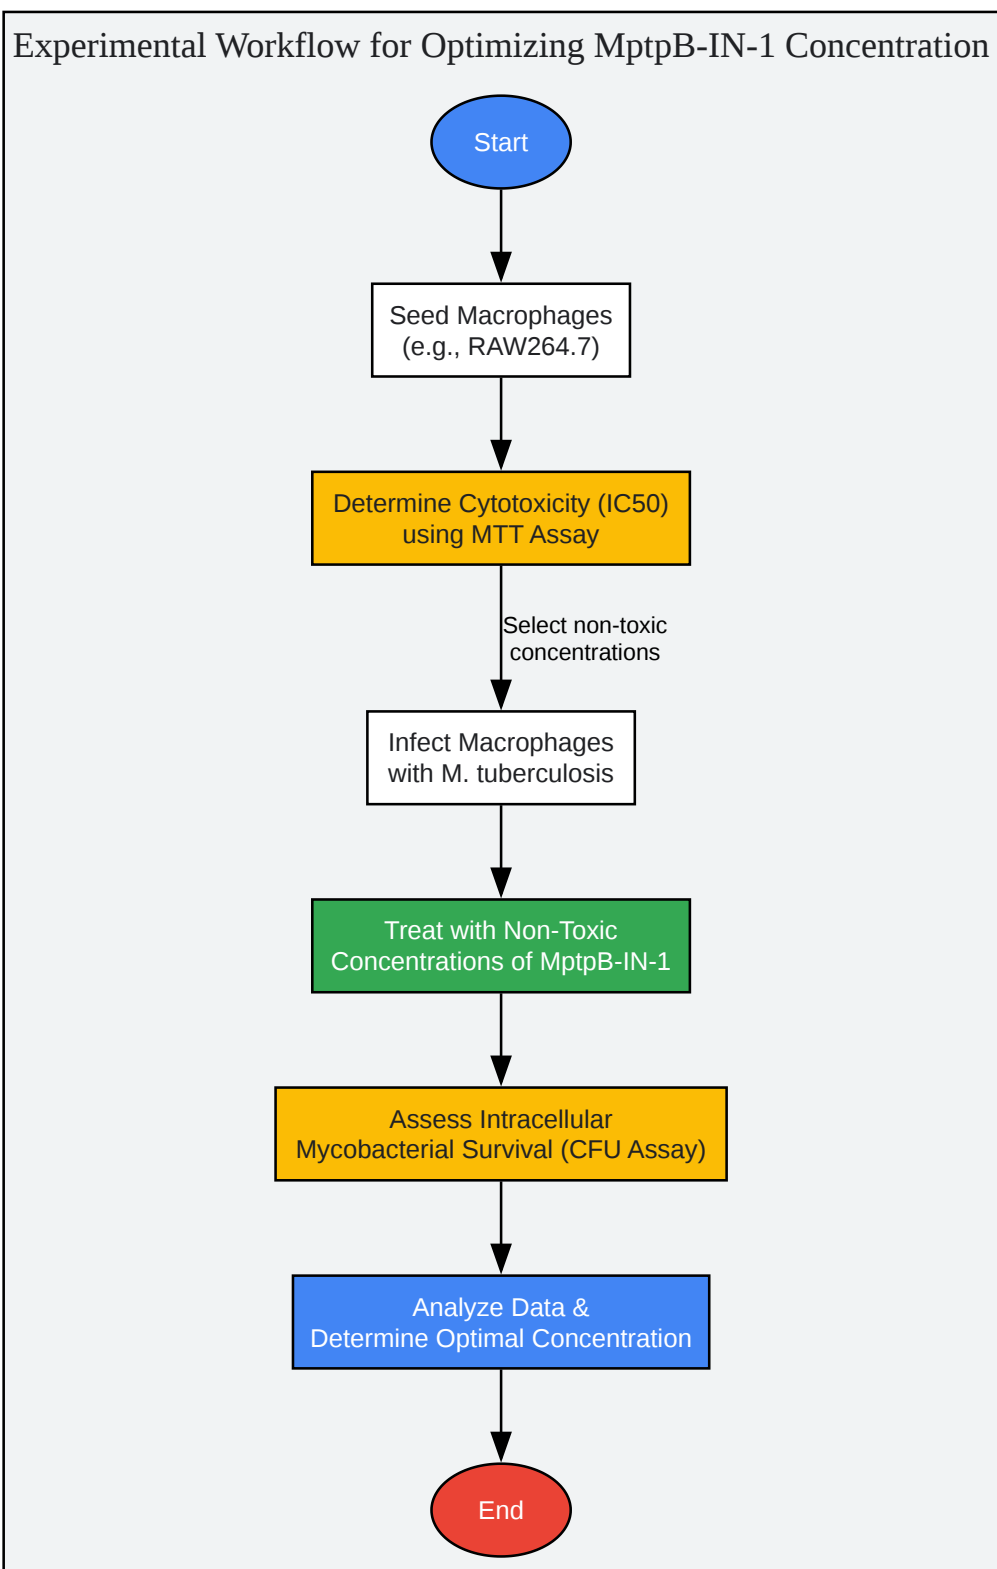 Experimental Workflow for Optimizing MptpB-IN-1 Concentration
Start
Seed Macrophages
(e.g., RAW264.7)
Determine Cytotoxicity (IC50)
using MTT Assay
Select non-toxic
concentrations
Infect Macrophages
with M. tuberculosis
Treat with Non-Toxic
Concentrations of MptpB-IN-1
Assess Intracellular
Mycobacterial Survival (CFU Assay)
Analyze Data &
Determine Optimal Concentration
End